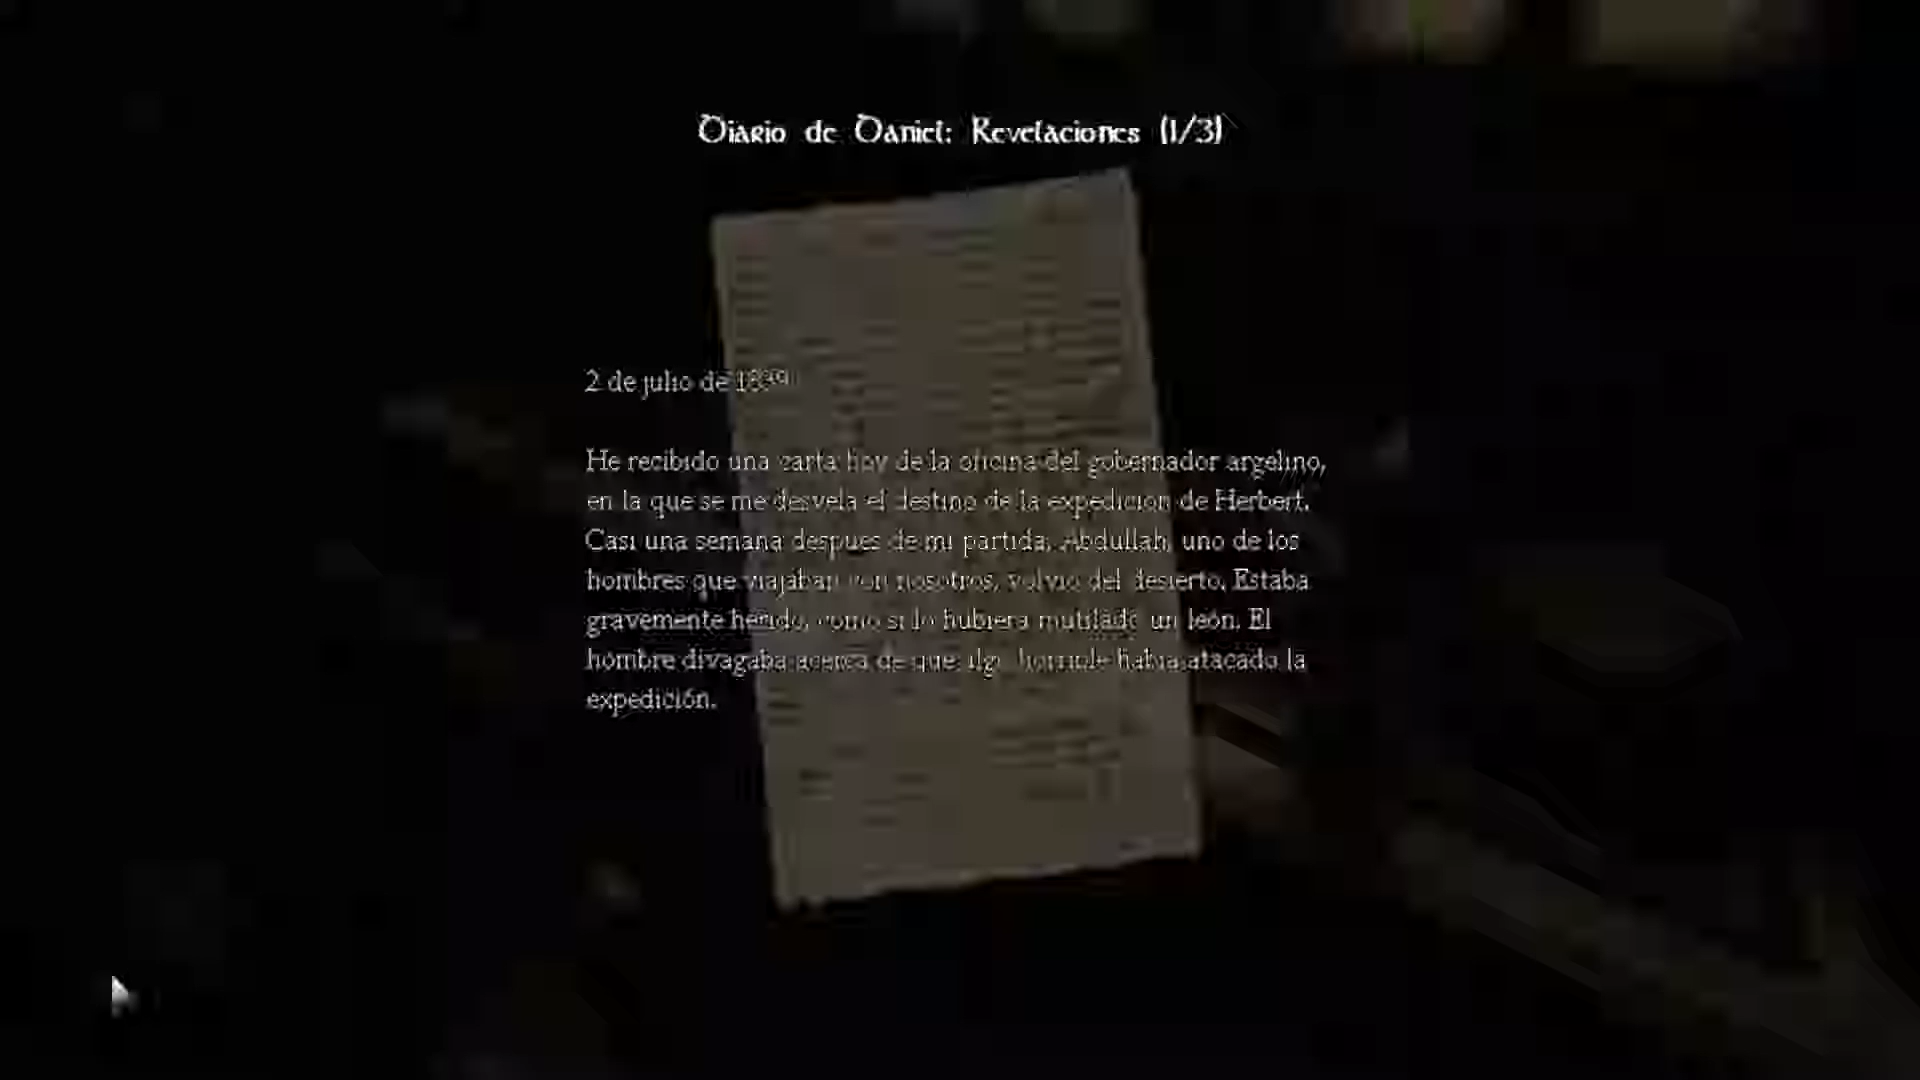 Diario de Daniel: Revelaciones (1/3)
2 de julio de 1839
He recibido una carta hoy de la oficina del gobernador argelino,
en la que se me desvela el destino de la expedición de Herbert.
Casi una semana después de mi partida, Abdullah, uno de los
hombres que viajaban con nosotros, volvió del desierto. Estaba
gravemente herido, como si lo hubiera mutilado un león. El
hombre divagaba acerca de que algo horrible había atacado la
expedición.